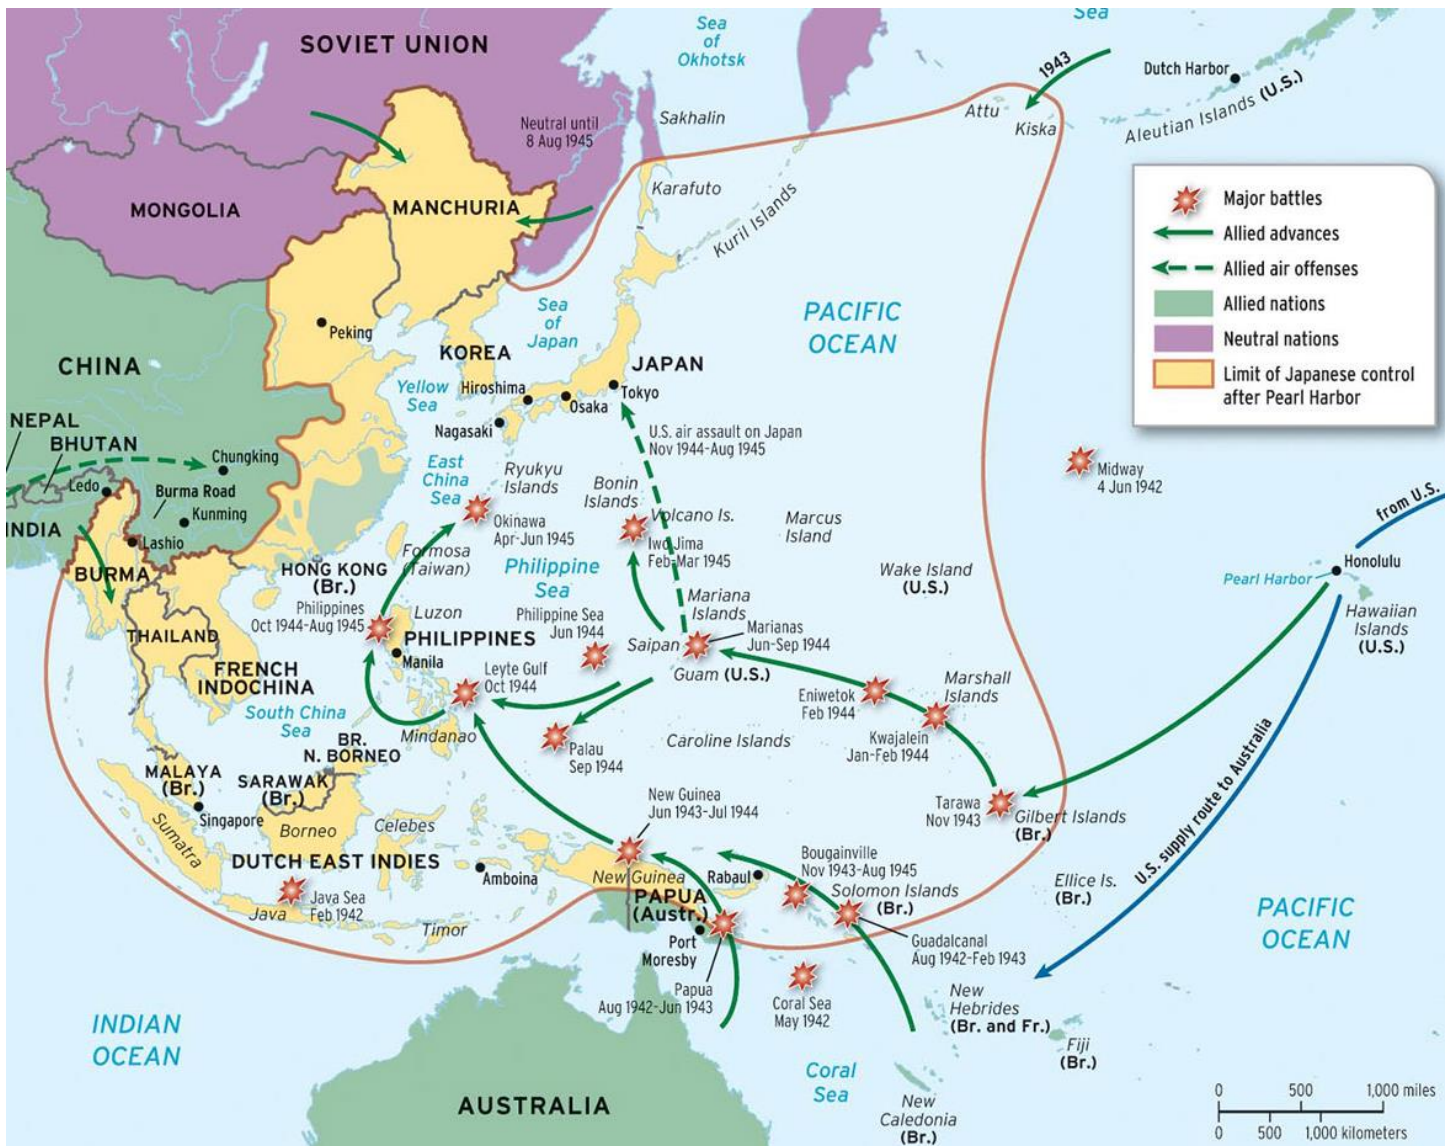 SOVIET UNION
Sea
of
Okhotsk
Sea
1943
Dutch Harbor
Aleutian Islands (U.S.)
Attu
Kiska
Neutral until
8 Aug 1945
Sakhalin
Karafuto
Kuril Islands
MONGOLIA
MANCHURIA
Major battles
Allied advances
Allied air offenses
Allied nations
Neutral nations
Limit of Japanese control
after Pearl Harbor
Peking
Sea
of
Japan
PACIFIC
OCEAN
CHINA
KOREA
JAPAN
Yellow
Sea
Hiroshima
Osaka
Tokyo
Nagasaki
U.S. air assault on Japan
Nov 1944-Aug 1945
NEPAL
BHUTAN
Chungking
Ledo
Burma Road
Kunming
INDIA
Lashio
BURMA
East
China
Sea
Ryukyu
Islands
Okinawa
Apr-Jun 1945
Bonin
Islands
Volcano Is.
Iwo Jima
Feb-Mar 1945
Marcus
Island
Midway
4 Jun 1942
from U.S.
Honolulu
Pearl Harbor
Hawaiian
Islands
(U.S.)
Wake Island
(U.S.)
Formosa
(Taiwan)
HONG KONG
(Br.)
Philippine
Sea
Philippines
Oct 1944-Aug 1945
Luzon
Philippine Sea
Jun 1944
Mariana
Islands
Saipan
Marianas
Jun-Sep 1944
Guam (U.S.)
THAILAND
PHILIPPINES
Manila
FRENCH
INDOCHINA
Leyte Gulf
Oct 1944
South China
Sea
Mindanao
Palau
Sep 1944
Caroline Islands
Eniwetok
Feb 1944
Marshall
Islands
Kwajalein
Jan-Feb 1944
BR.
N. BORNEO
MALAYA
(Br.)
SARAWAK
(Br.)
Singapore
Sumatra
Borneo
Celebes
New Guinea
Jun 1943-Jul 1944
Tarawa
Nov 1943
Gilbert Islands
(Br.)
U.S. supply route to Australia
DUTCH EAST INDIES
Amboina
Java Sea
Feb 1942
Java
Timor
New Guinea
PAPUA
(Austr.)
Rabaul
Bougainville
Nov 1943-Aug 1945
Solomon Islands
(Br.)
Ellice Is.
(Br.)
Port
Moresby
Papua
Aug 1942-Jun 1943
Guadalcanal
Aug 1942-Feb 1943
Coral Sea
May 1942
PACIFIC
OCEAN
New
Hebrides
(Br. and Fr.)
Fiji
(Br.)
INDIAN
OCEAN
Coral
Sea
AUSTRALIA
New
Caledonia
(Br.)
0 500 1,000 miles
0 500 1,000 kilometers